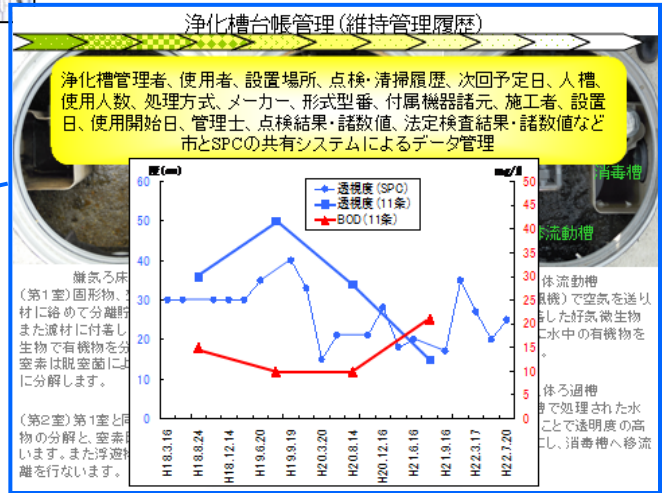 浄化槽台帳管理(維持管理履歴)
浄化槽管理者、使用者、設置場所、点検・清掃履歴、次回予定日、人槽、
使用人数、処理方式、メーカー、形式型番、付属機器諸元、施工者、設置
日、使用開始日、管理士、点検結果・諸数値、法定検査結果・諸数値など
市とSPCの共有システムによるデータ管理
消毒槽
流動槽
度(cm)
mg/l
透視度(SPC)
透視度(11条)
BOD(11条)
60
50
40
30
20
10
0
50
45
40
35
30
25
20
15
10
5
0
H18.3.16
H18.8.24
H18.12.14
H19.6.20
H19.9.19
H20.3.20
H20.8.14
H20.12.16
H21.6.16
H21.9.16
H22.3.17
H22.7.20
嫌気ろ床
(第1室)固形物、
材に絡めて分離貯
また濾材に付着し
生物で有機物を分
窒素は脱窒菌によ
に分解します。
(第2室)第1室と同
物の分解と、窒素
います。また浮遊物
離を行ないます。
体流動槽
機)で空気を送り
した好気微生物
に水中の有機物を
。
ろ過槽
で処理された水
ことで透明度の高
し、消毒槽へ移流